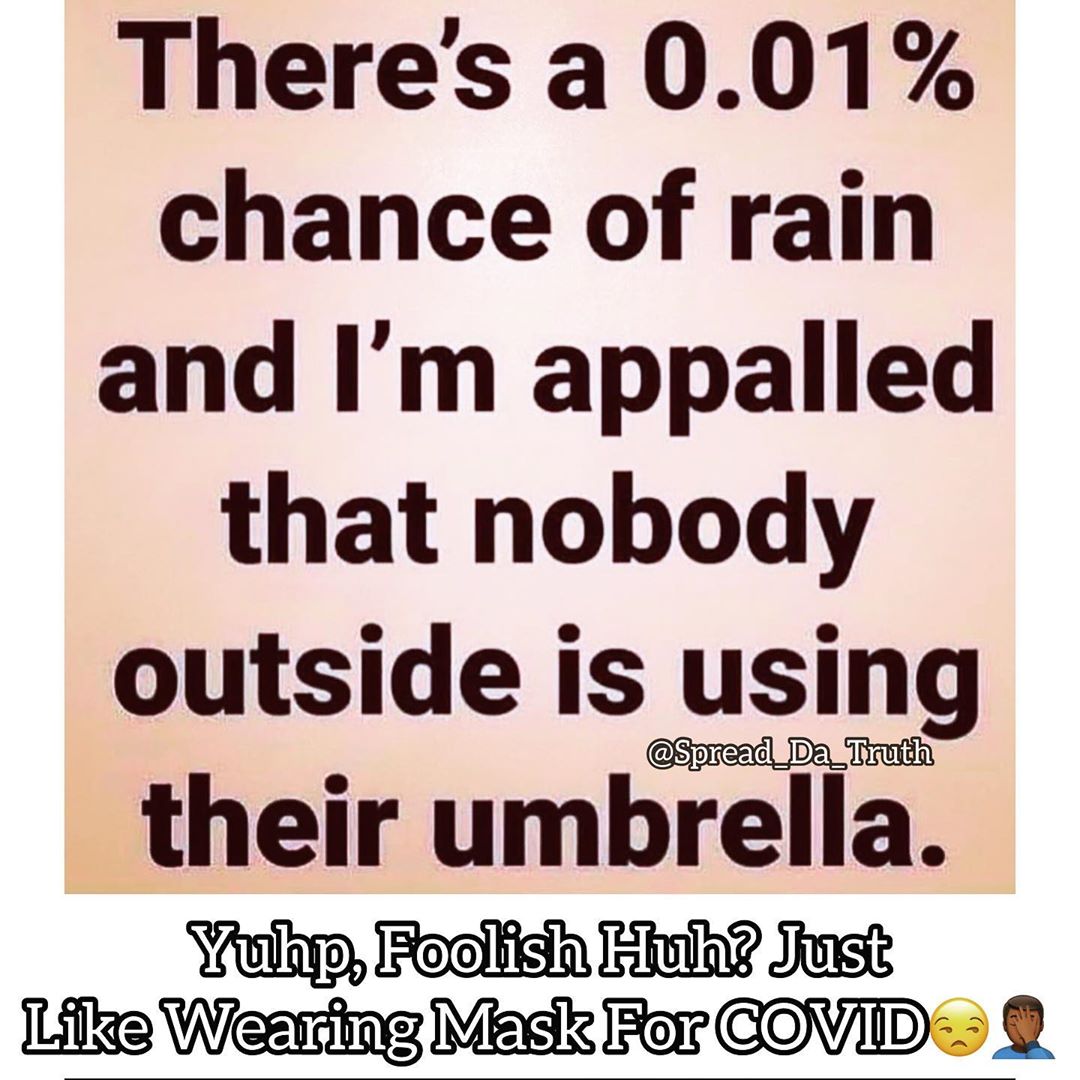 There’s a 0.01%
chance of rain
and I’m appalled
that nobody
outside is using
@Spread_Da_Truth
their umbrella.
Yuhp, Foolish Huh? Just
Like Wearing Mask For COVID😒🤦🏾‍♂️